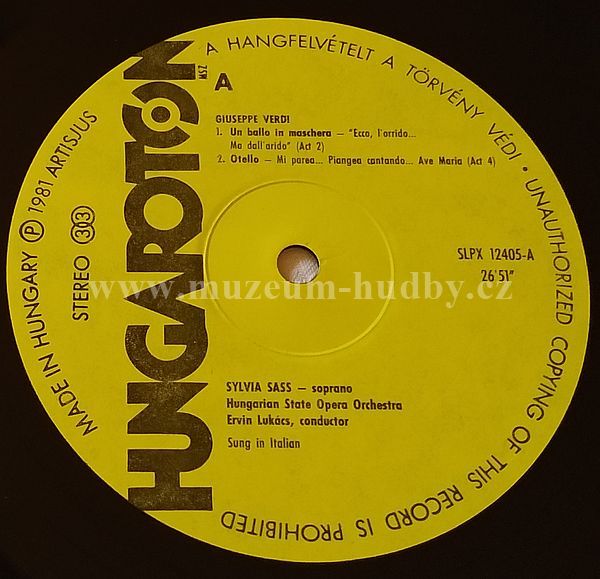 HUNGAROTON
MSZ
A
GIUSEPPE VERDI
1. Un ballo in maschera – "Ecco, l'orrido...
Ma dall'arido" (Act 2)
2. Otello – Mi parea... Piangea cantando... Ave Maria (Act 4)
SLPX 12405-A
26'51"
www.muzeum-hudby.cz
SYLVIA SASS – soprano
Hungarian State Opera Orchestra
Ervin Lukács, conductor
Sung in Italian
STEREO 33
MADE IN HUNGARY Ⓟ 1981 ARTISJUS
A HANGFELVÉTELT A TÖRVÉNY VÉDI • UNAUTHORIZED COPYING OF THIS RECORD IS PROHIBITED